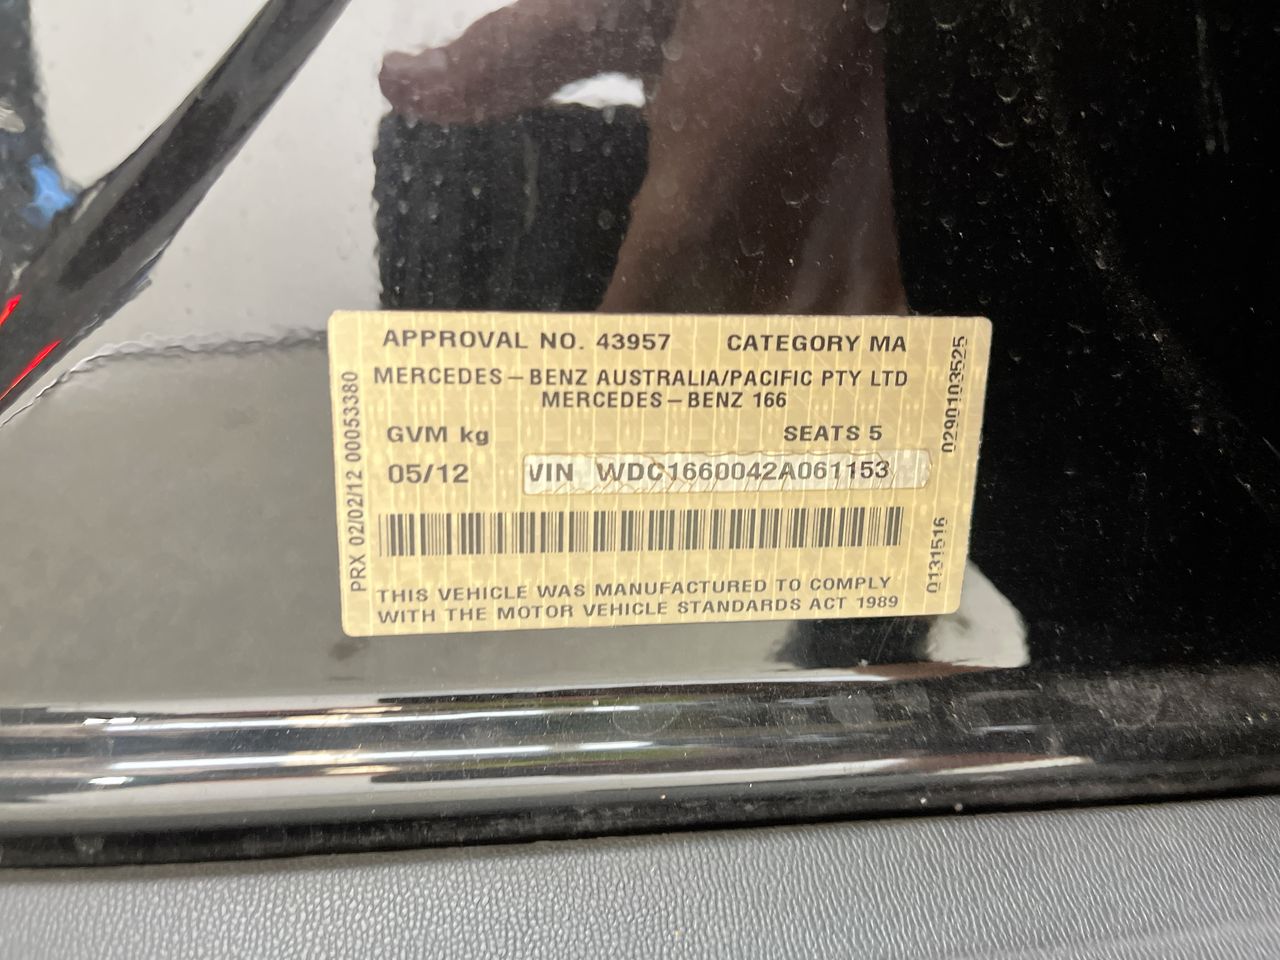 APPROVAL NO. 43957 CATEGORY MA
MERCEDES-BENZ AUSTRALIA/PACIFIC PTY LTD
MERCEDES-BENZ 166
GVM kg SEATS 5
05/12 VIN WDC1660042A061153
THIS VEHICLE WAS MANUFACTURED TO COMPLY
WITH THE MOTOR VEHICLE STANDARDS ACT 1989
PRX 02/02/12 00053380
0131516 0290103525